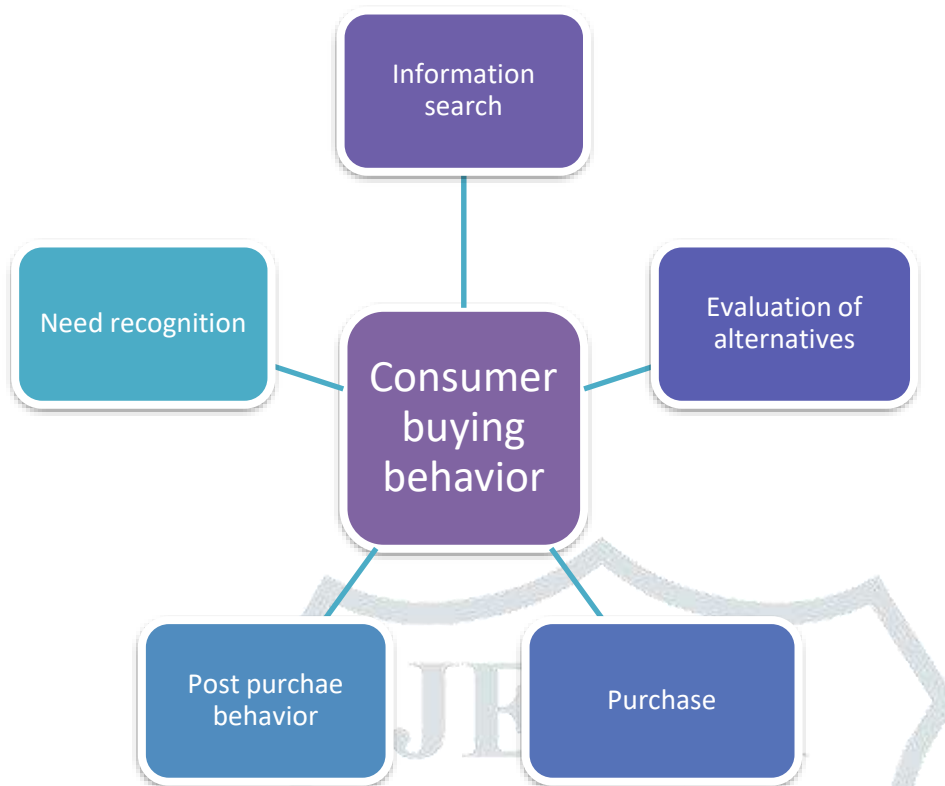 Information
search
Need recognition
Evaluation of
alternatives
Consumer
buying
behavior
Post purchae
behavior
Purchase